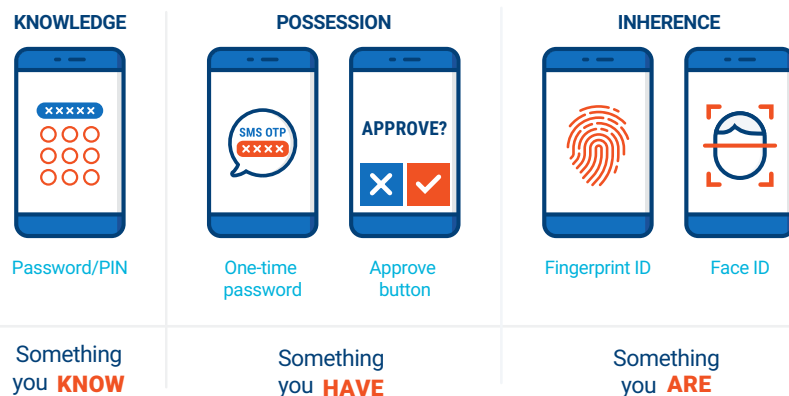 KNOWLEDGE
POSSESSION
INHERENCE
×××××
SMS OTP
××××
APPROVE?
Password/PIN
One-time
password
Approve
button
Fingerprint ID
Face ID
Something
you KNOW
Something
you HAVE
Something
you ARE